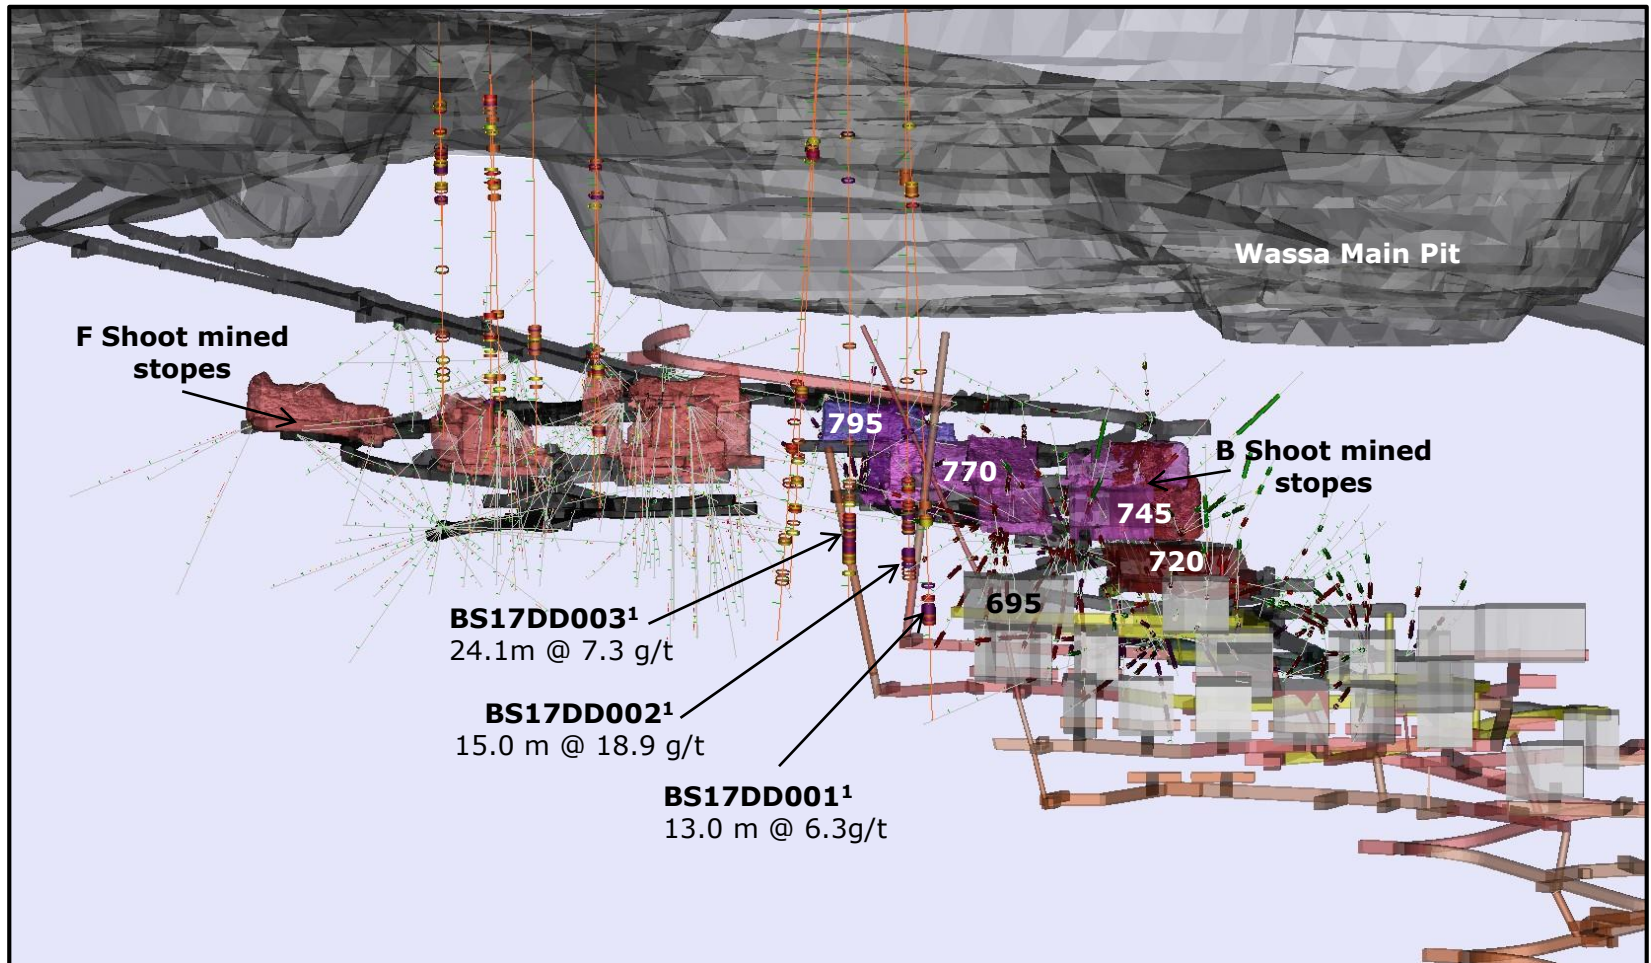 Wassa Main Pit
F Shoot mined
stopes
795
770
B Shoot mined
stopes
745
720
695
BS17DD003¹
24.1m @ 7.3 g/t
BS17DD002¹
15.0 m @ 18.9 g/t
BS17DD001¹
13.0 m @ 6.3g/t